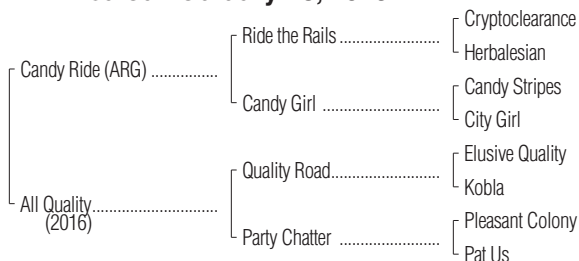 Cryptoclearance
Ride the Rails
Herbalesian
Candy Ride (ARG)
Candy Stripes
Candy Girl
City Girl
Elusive Quality
Quality Road
Kobla
All Quality
(2016)
Pleasant Colony
Party Chatter
Pat Us